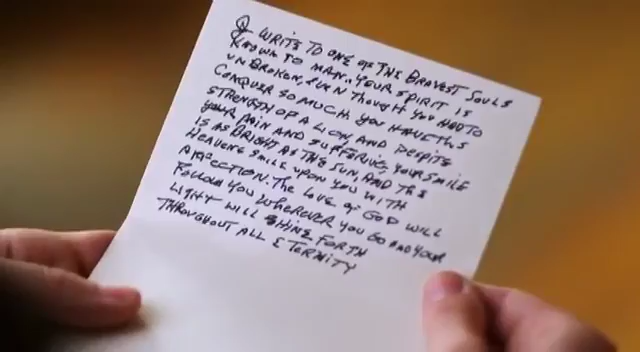 I WRITE TO ONE OF THE BRAVEST SOULS
KNOWN TO MAN.. YOUR SPIRIT IS
UNBROKEN, EVEN THOUGHT YOU HAD TO
CONQUER SO MUCH. YOU HAVE THIS
STRENGTH OF A LION AND DESPITE
YOUR PAIN AND SUFFERING, YOUR SMILE
IS AS BRIGHT AS THE SUN, AND THE
HEAVENS SMILE UPON YOU WITH
AFFECTION. THE LOVE OF GOD WILL
FOLLOW YOU WHEREVER YOU GO AND YOUR
LIGHT WILL SHINE FORTH
THROUGHOUT ALL ETERNITY